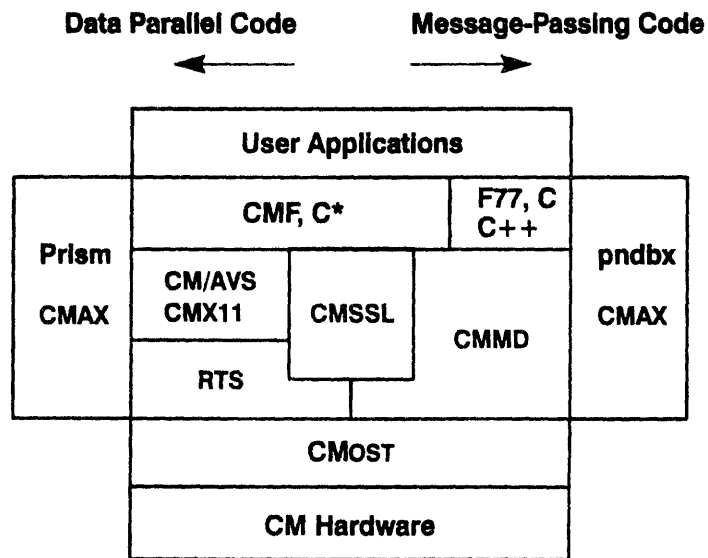 Data Parallel Code
Message-Passing Code
User Applications
CMF, C*
F77, C
C++
Prism
CMAX
CM/AVS
CMX11
CMSSL
CMMD
pndbx
CMAX
RTS
CMOST
CM Hardware